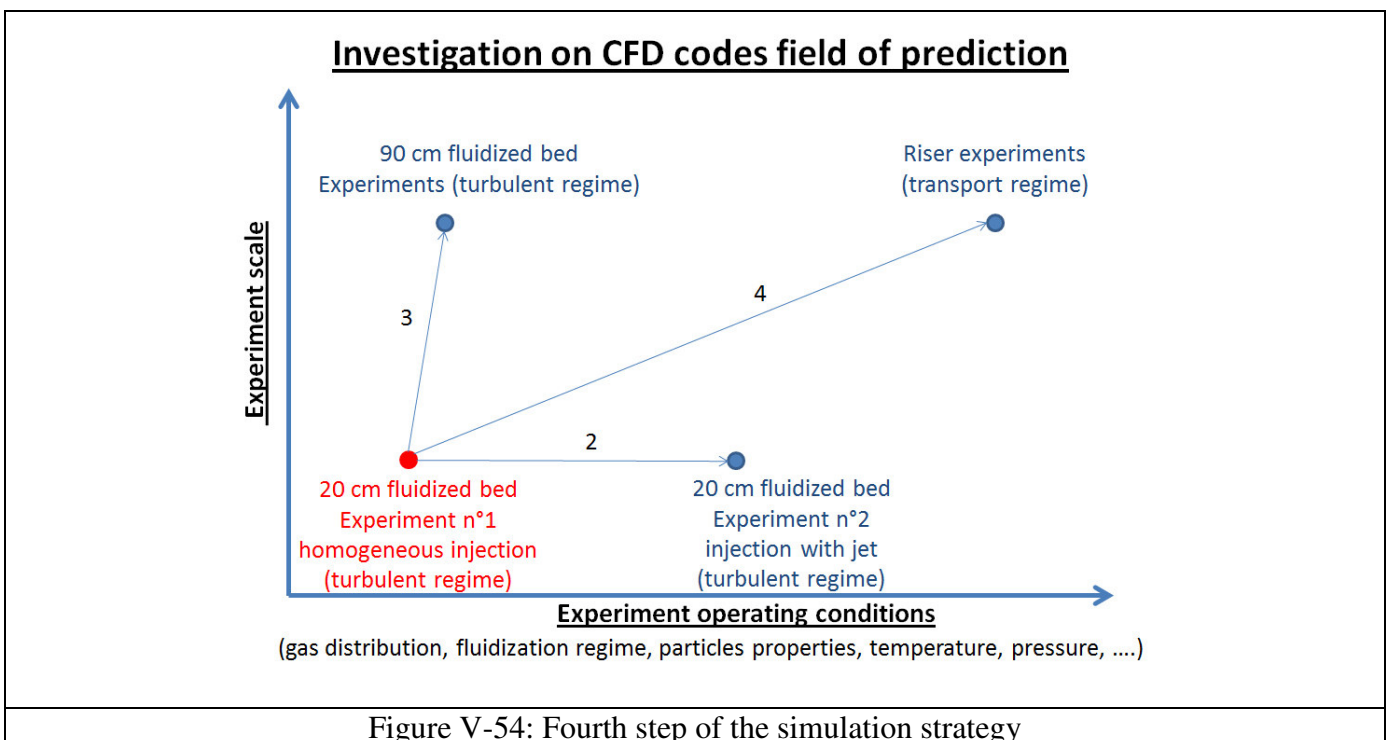 Investigation on CFD codes field of prediction
90 cm fluidized bed
Experiments (turbulent regime)
Riser experiments
(transport regime)
Experiment scale
3
4
2
20 cm fluidized bed
Experiment n°1
homogeneous injection
(turbulent regime)
20 cm fluidized bed
Experiment n°2
injection with jet
(turbulent regime)
Experiment operating conditions
(gas distribution, fluidization regime, particles properties, temperature, pressure, ....)
Figure V-54: Fourth step of the simulation strategy